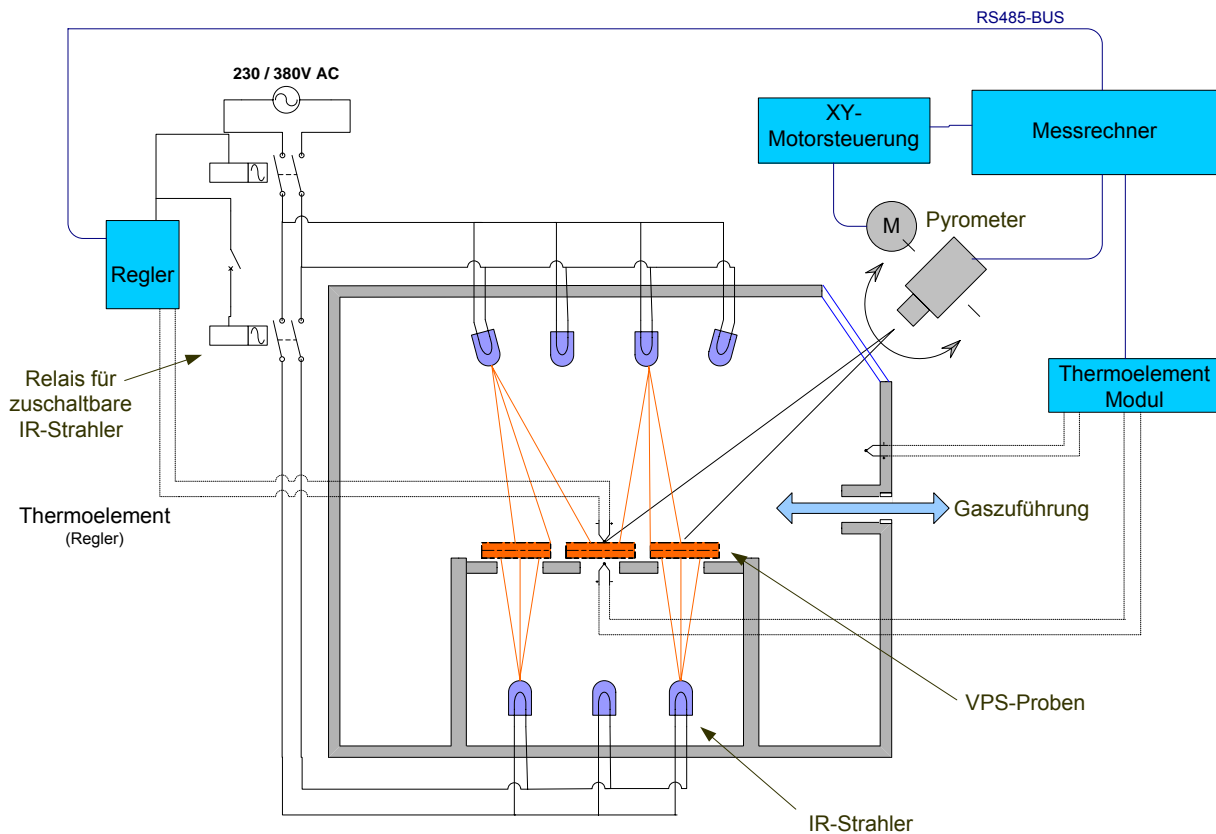 RS485-BUS
230 / 380V AC
XY-
Motorsteuerung
Messrechner
M
Pyrometer
Regler
Relais für
zuschaltbare
IR-Strahler
Thermoelement
Modul
Thermoelement
(Regler)
Gaszuführung
VPS-Proben
IR-Strahler